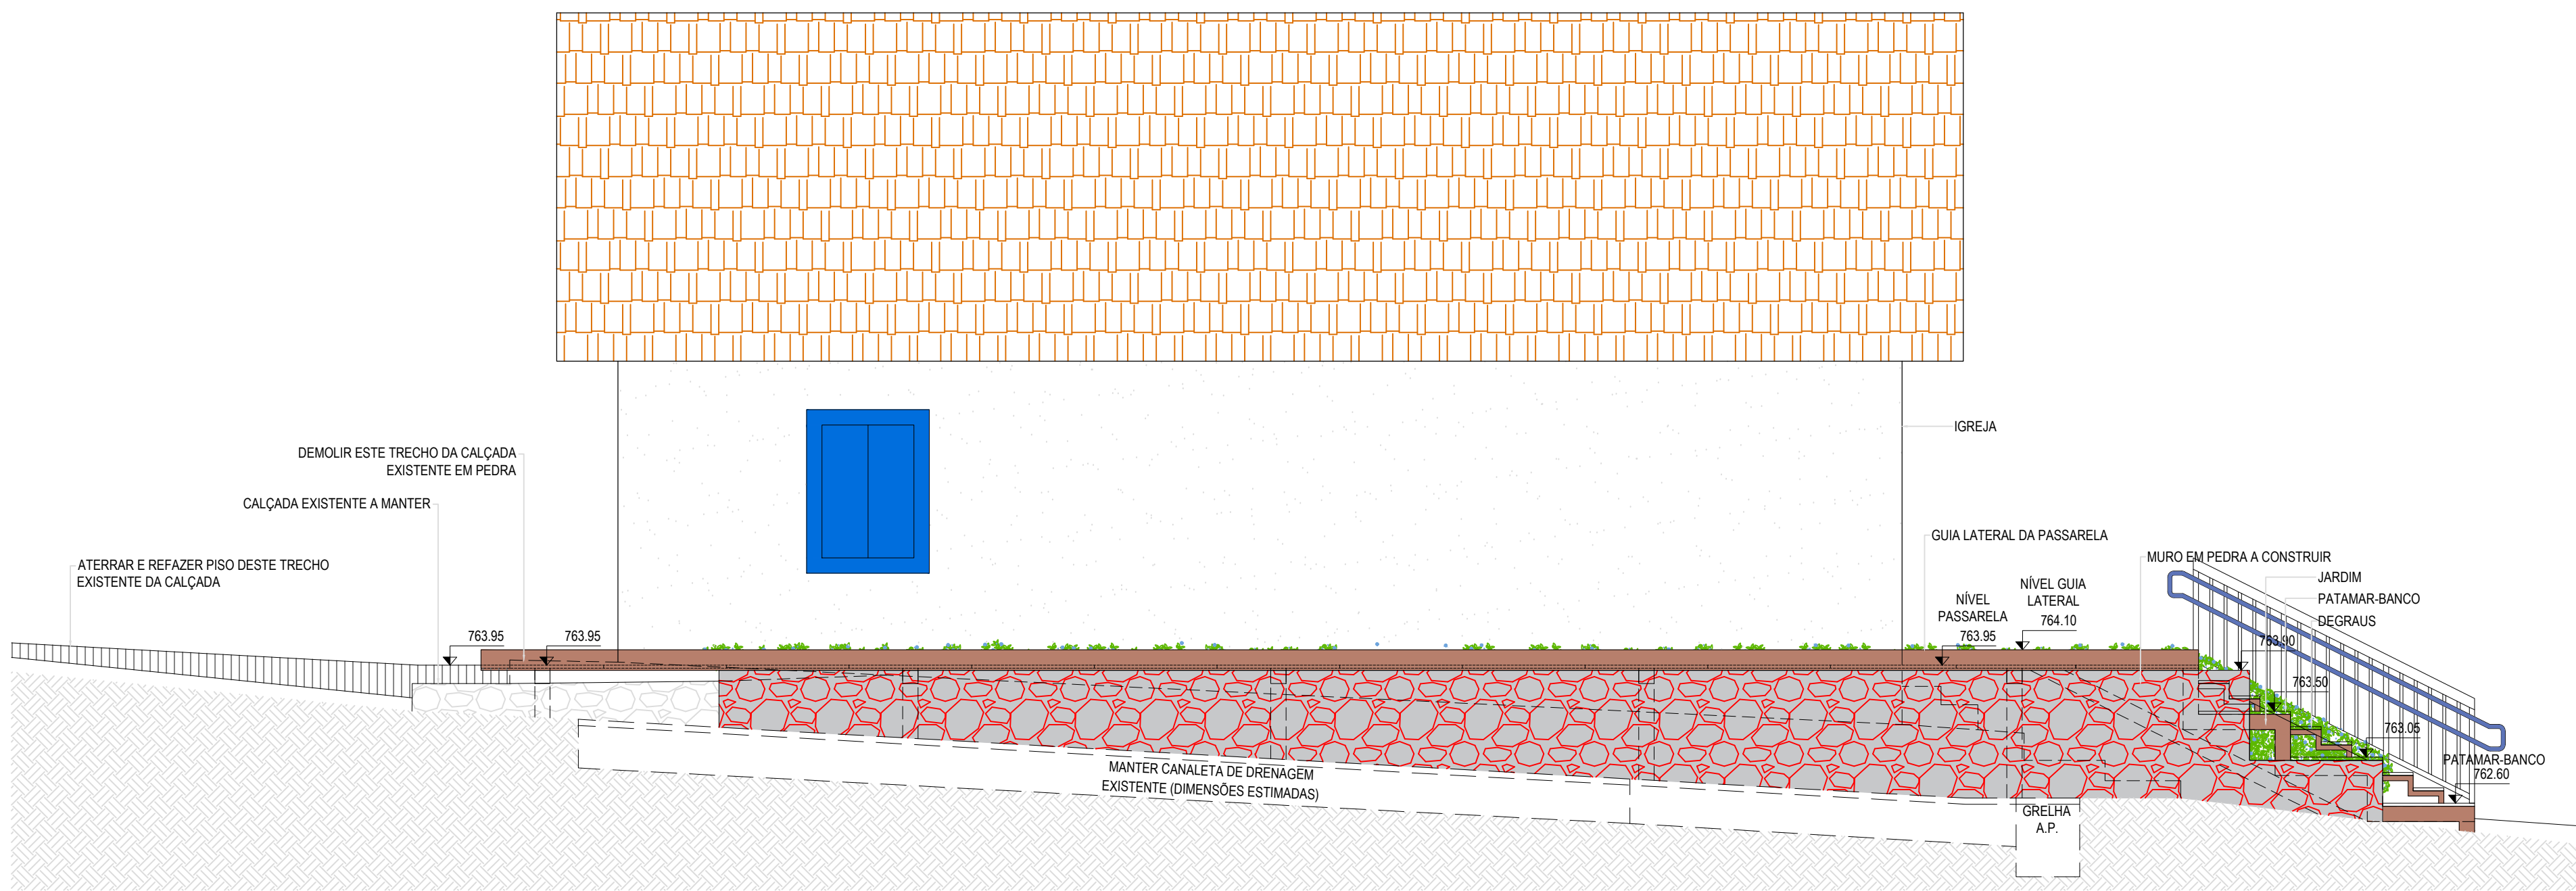 IGREJA
DEMOLIR ESTE TRECHO DA CALÇADA
EXISTENTE EM PEDRA
CALÇADA EXISTENTE A MANTER
ATERRAR E REFAZER PISO DESTE TRECHO
EXISTENTE DA CALÇADA
GUIA LATERAL DA PASSARELA
MURO EM PEDRA A CONSTRUIR
JARDIM
PATAMAR-BANCO
DEGRAUS
NÍVEL GUIA
LATERAL
764.10
NÍVEL
PASSARELA
763.95
763.95
763.95
763.90
763.50
763.05
PATAMAR-BANCO
762.60
MANTER CANALETA DE DRENAGEM
EXISTENTE (DIMENSÕES ESTIMADAS)
GRELHA
A.P.